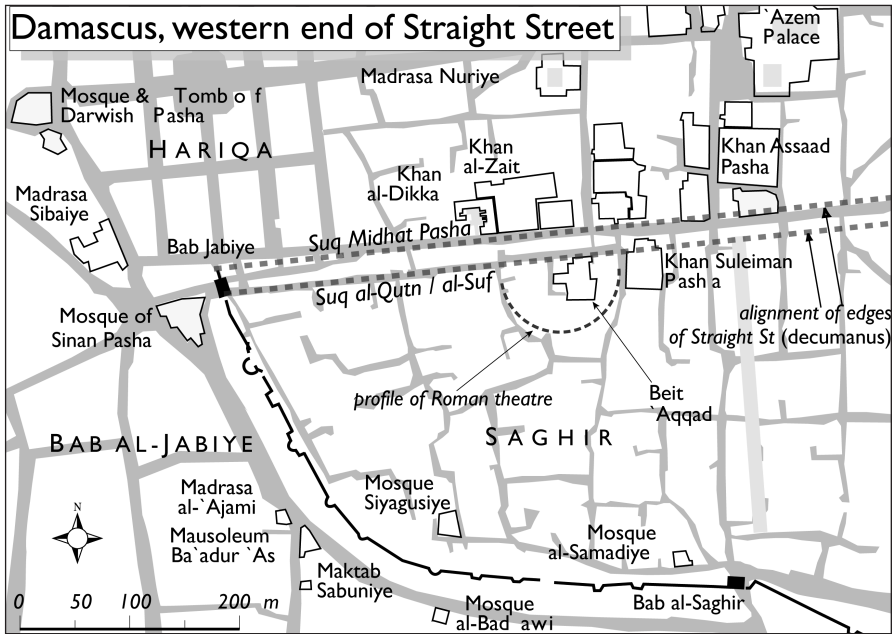 Damascus, western end of Straight Street
`Azem
Palace
Madrasa Nuriye
Mosque & Tomb of
Darwish Pasha
HARIQA
Khan
al-Zait
Khan Assaad
Pasha
Khan
al-Dikka
Madrasa
Sibaiye
Bab Jabiye
Suq Midhat Pasha
Suq al-Qutn / al-Suf
Khan Suleiman
Pasha
Mosque of
Sinan Pasha
alignment of edges
of Straight St (decumanus)
profile of Roman theatre
Beit
`Aqqad
BAB AL-JABIYE
SAGHIR
Madrasa
al-`Ajami
Mosque
Siyagusiye
N
Mausoleum
Ba`adur `As
Mosque
al-Samadiye
Maktab
Sabuniye
0 50 100 200 m
Mosque
al-Bad awi
Bab al-Saghir